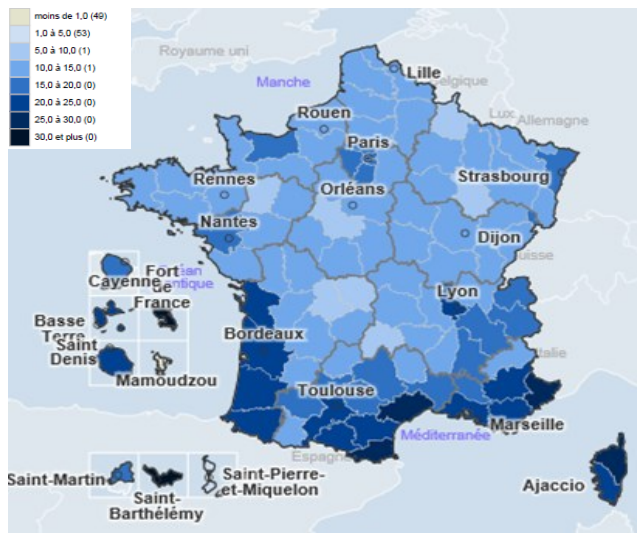 moins de 1,0 (49)
1,0 à 5,0 (53)
5,0 à 10,0 (1)
10,0 à 15,0 (1)
15,0 à 20,0 (0)
20,0 à 25,0 (0)
25,0 à 30,0 (0)
30,0 et plus (0)
Royaume uni
Manche
Lille
Belgique
Rouen
Lux
Allemagne
Paris
Strasbourg
Rennes
Orléans
Nantes
Dijon
Suisse
Cayenne
Fort de France
Océan Atlantique
Lyon
Basse Terre
Bordeaux
Saint Denis
Italie
Mamoudzou
Toulouse
Marseille
Méditerranée
Espagne
Saint-Martin
Saint-Barthélémy
Saint-Pierre-
et-Miquelon
Ajaccio